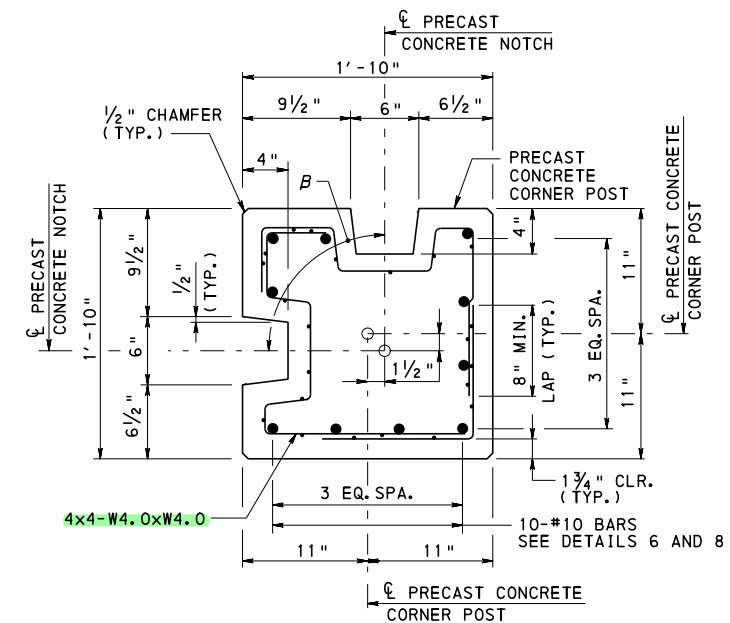 ℄ PRECAST
CONCRETE NOTCH
1'-10"
9½"
6"
6½"
½" CHAMFER
(TYP.)
4"
β
PRECAST
CONCRETE
CORNER POST
℄ PRECAST
CONCRETE NOTCH
1'-10"
9½"
6"
6½"
½"
(TYP.)
4"
1½"
8" MIN.
LAP (TYP.)
3 EQ.SPA.
11"
11"
℄ PRECAST CONCRETE
CORNER POST
1¾" CLR.
(TYP.)
3 EQ.SPA.
4x4-W4.0xW4.0
10-#10 BARS
SEE DETAILS 6 AND 8
11"
11"
℄ PRECAST CONCRETE
CORNER POST